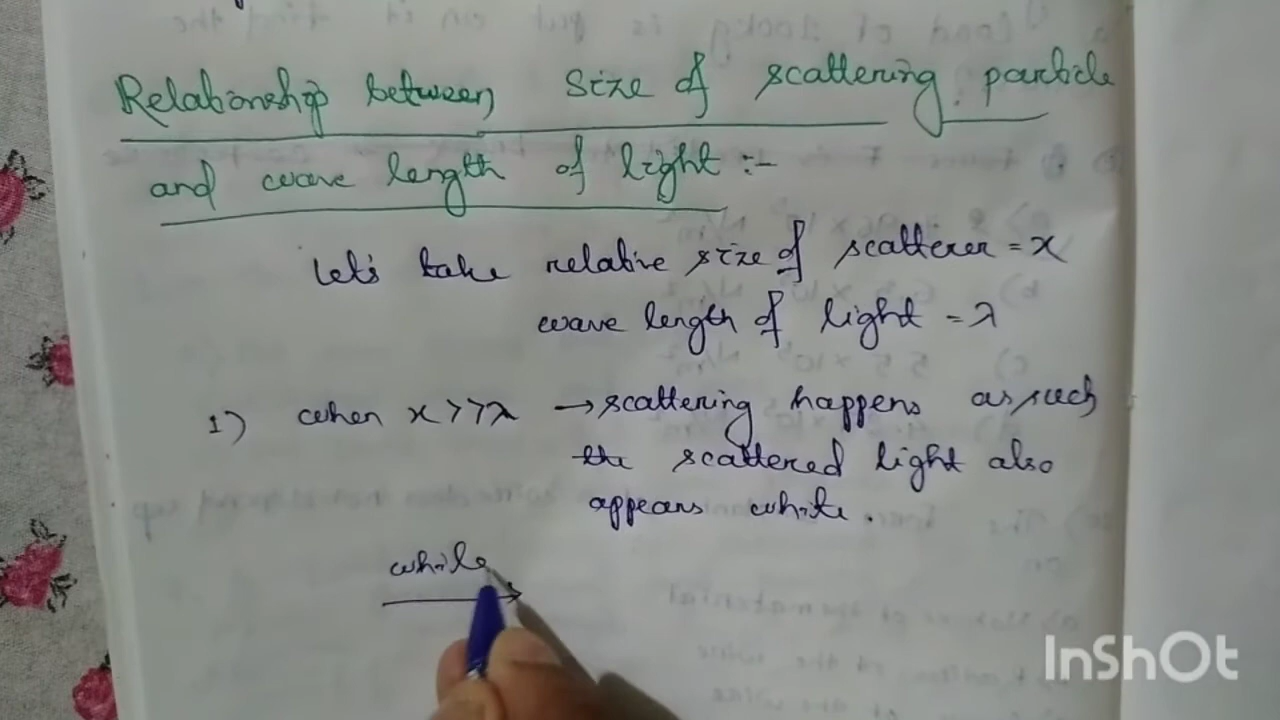 Relationship between size of scattering particle
and wave length of light :-
Let's take relative size of scatterer = x
wave length of light = λ
1) when x >> λ → scattering happens as such
the scattered light also
appears white.
white
InShOt